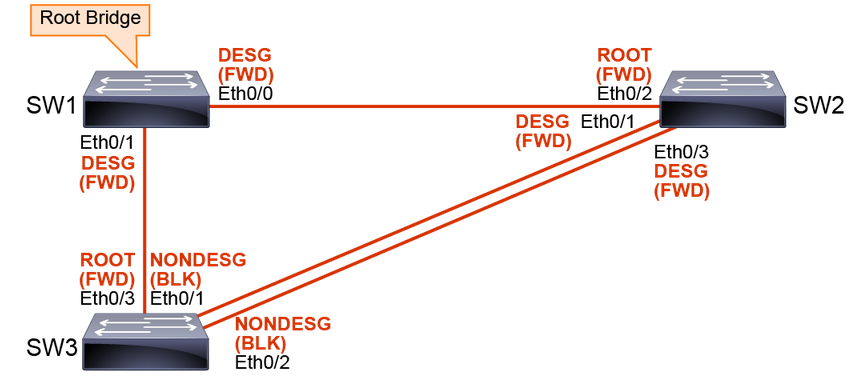 Root Bridge
DESG
(FWD)
Eth0/0
ROOT
(FWD)
Eth0/2
SW1
SW2
DESG
(FWD)
Eth0/1
Eth0/1
DESG
(FWD)
Eth0/3
DESG
(FWD)
ROOT
(FWD)
Eth0/3
NONDESG
(BLK)
Eth0/1
NONDESG
(BLK)
Eth0/2
SW3